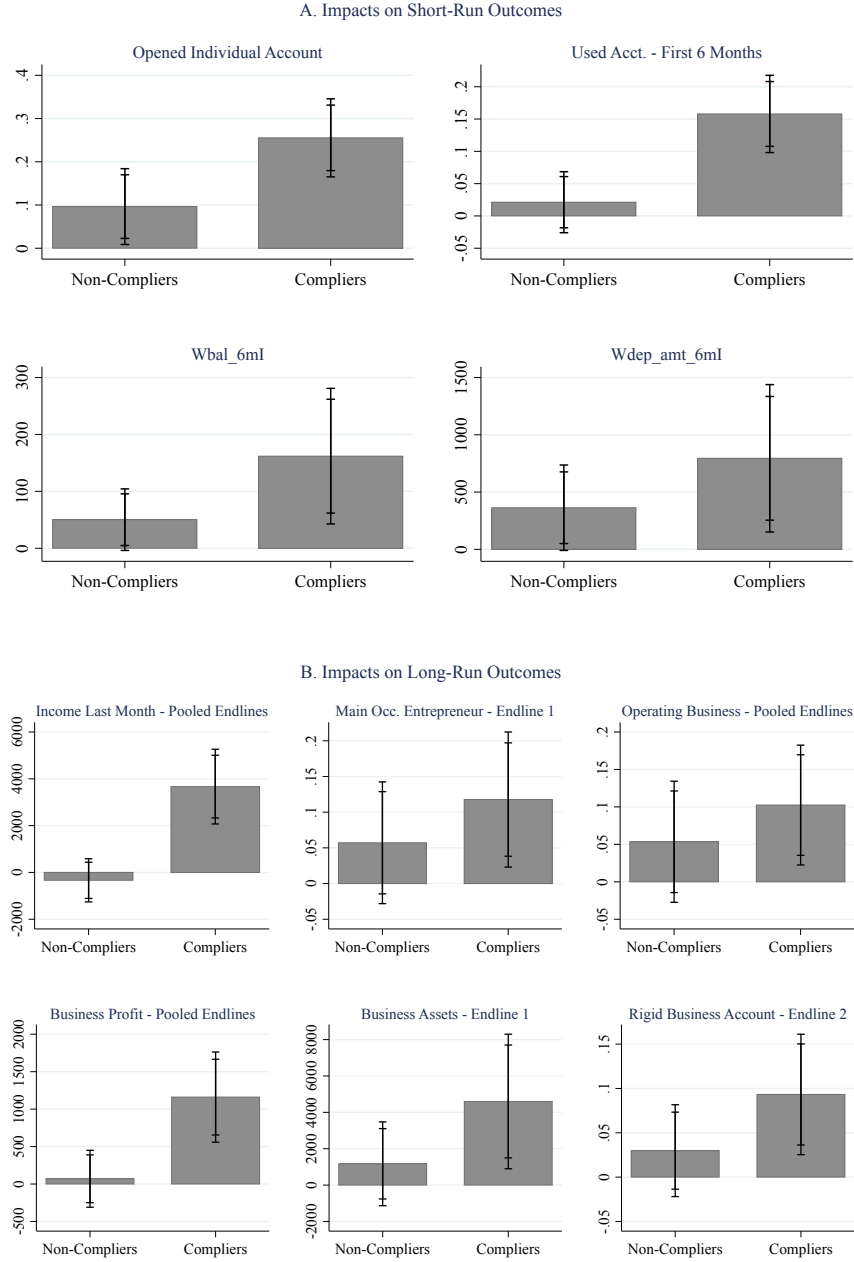 A. Impacts on Short-Run Outcomes
Opened Individual Account
.4
.3
.2
.1
0
Non-Compliers Compliers
Used Acct. - First 6 Months
.2
.15
.1
.05
0
-.05
Non-Compliers Compliers
Wbal_6mI
300
200
100
0
Non-Compliers Compliers
Wdep_amt_6mI
1500
1000
500
0
Non-Compliers Compliers
B. Impacts on Long-Run Outcomes
Income Last Month - Pooled Endlines
6000
4000
2000
0
-2000
Non-Compliers Compliers
Main Occ. Entrepreneur - Endline 1
.2
.15
.1
.05
0
-.05
Non-Compliers Compliers
Operating Business - Pooled Endlines
.2
.15
.1
.05
0
-.05
Non-Compliers Compliers
Business Profit - Pooled Endlines
2000
1500
1000
500
0
-500
Non-Compliers Compliers
Business Assets - Endline 1
8000
6000
4000
2000
0
-2000
Non-Compliers Compliers
Rigid Business Account - Endline 2
.15
.1
.05
0
-.05
Non-Compliers Compliers